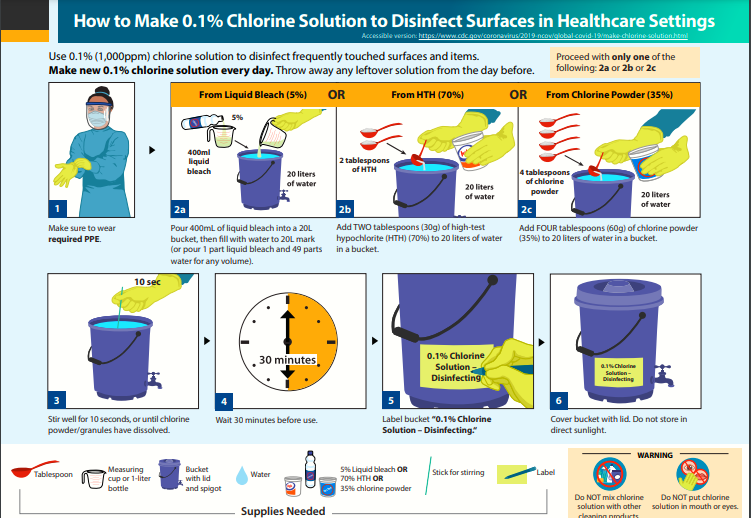 How to Make 0.1% Chlorine Solution to Disinfect Surfaces in Healthcare Settings
Accessible version: https://www.cdc.gov/coronavirus/2019-ncov/global-covid-19/make-chlorine-solution.html
Use 0.1% (1,000ppm) chlorine solution to disinfect frequently touched surfaces and items.
Make new 0.1% chlorine solution every day. Throw away any leftover solution from the day before.
Proceed with only one of the
following: 2a or 2b or 2c
From Liquid Bleach (5%)
OR
From HTH (70%)
OR
From Chlorine Powder (35%)
5%
400ml
liquid
bleach
20 liters
of water
2 tablespoons
of HTH
20 liters
of water
4 tablespoons
of chlorine
powder
20 liters
of water
1
2a
2b
2c
Make sure to wear
required PPE.
Pour 400mL of liquid bleach into a 20L
bucket, then fill with water to 20L mark
(or pour 1 part liquid bleach and 49 parts
water for any volume).
Add TWO tablespoons (30g) of high-test
hypochlorite (HTH) (70%) to 20 liters of water
in a bucket.
Add FOUR tablespoons (60g) of chlorine powder
(35%) to 20 liters of water in a bucket.
10 sec
30 minutes
0.1% Chlorine
Solution –
Disinfecting
0.1% Chlorine
Solution –
Disinfecting
3
4
5
6
Stir well for 10 seconds, or until chlorine
powder/granules have dissolved.
Wait 30 minutes before use.
Label bucket "0.1% Chlorine
Solution – Disinfecting."
Cover bucket with lid. Do not store in
direct sunlight.
Tablespoon
Measuring
cup or 1-liter
bottle
Bucket
with lid
and spigot
Water
5% Liquid bleach OR
70% HTH OR
35% chlorine powder
Stick for stirring
Label
Supplies Needed
WARNING
Do NOT mix chlorine
solution with other
cleaning products.
Do NOT put chlorine
solution in mouth or eyes.